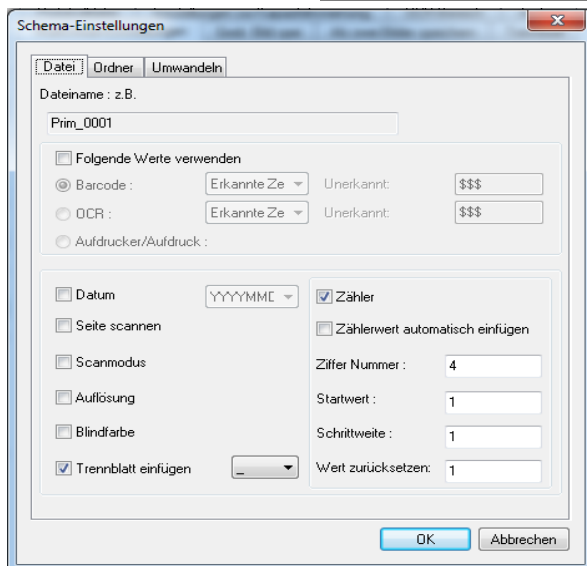 Schema-Einstellungen
Datei Ordner Umwandeln
Dateiname : z.B.
Prim_0001
Folgende Werte verwenden
Barcode : Erkannte Ze Unerkannt: $$$
OCR : Erkannte Ze Unerkannt: $$$
Aufdrucker/Aufdruck :
Datum YYYYMMD
Seite scannen
Scanmodus
Auflösung
Blindfarbe
Trennblatt einfügen _
Zähler
Zählerwert automatisch einfügen
Ziffer Nummer : 4
Startwert : 1
Schrittweite : 1
Wert zurücksetzen: 1
OK Abbrechen